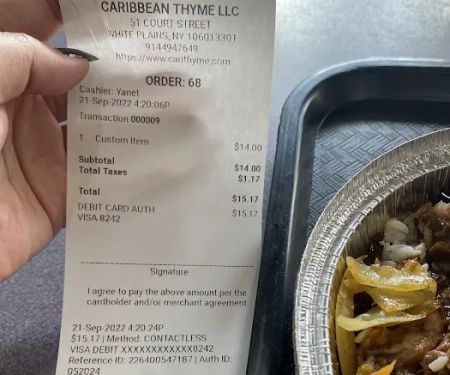 CARIBBEAN THYME LLC
51 COURT STREET
WHITE PLAINS, NY 106013301
9144947649
https://www.carithyme.com
ORDER: 68
Cashier: Yanet
21-Sep-2022 4:20:06P
Transaction 000009
1 Custom Item $14.00
Subtotal $14.00
Total Taxes $1.17
Total $15.17
DEBIT CARD AUTH $15.17
VISA 8242
Signature
I agree to pay the above amount per the
cardholder and/or merchant agreement
21-Sep-2022 4:20:24P
$15.17 | Method: CONTACTLESS
VISA DEBIT XXXXXXXXXXXX8242
Reference ID: 226400547187 | Auth ID:
052024